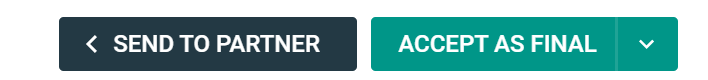 SEND TO PARTNER ACCEPT AS FINAL